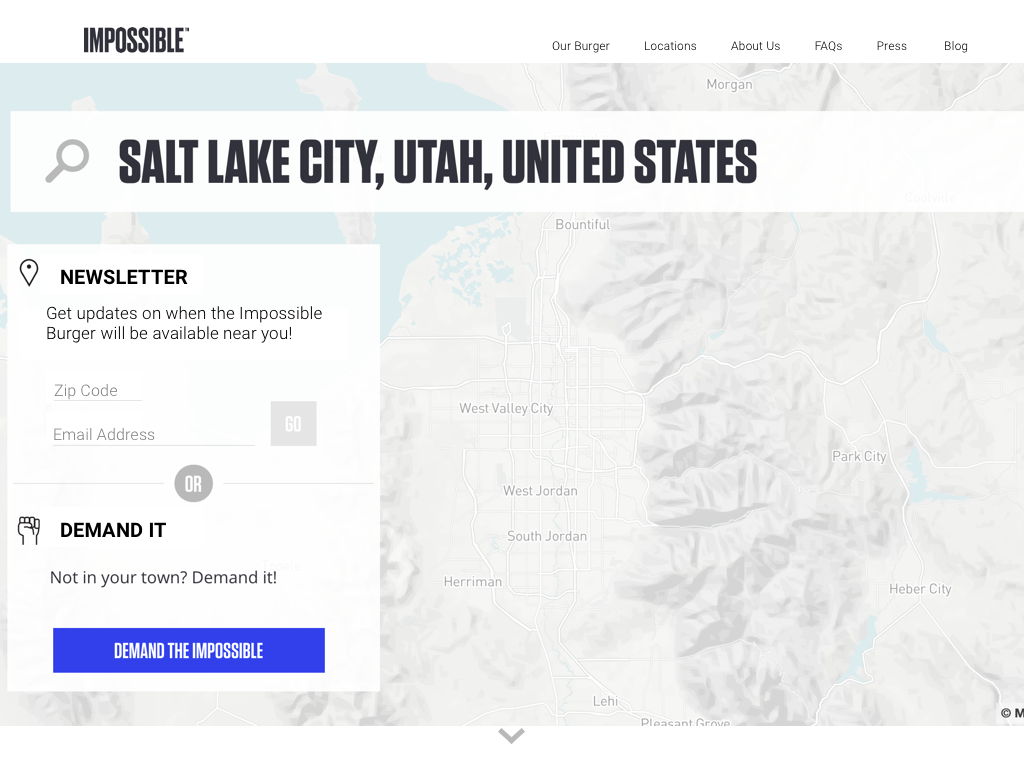 IMPOSSIBLE™
Our Burger Locations About Us FAQs Press Blog
Morgan
SALT LAKE CITY, UTAH, UNITED STATES
Bountiful
NEWSLETTER
Get updates on when the Impossible
Burger will be available near you!
Zip Code
Email Address
GO
OR
DEMAND IT
Not in your town? Demand it!
DEMAND THE IMPOSSIBLE
West Valley City
Park City
West Jordan
South Jordan
Herriman
Heber City
Lehi
Pleasant Grove
© M